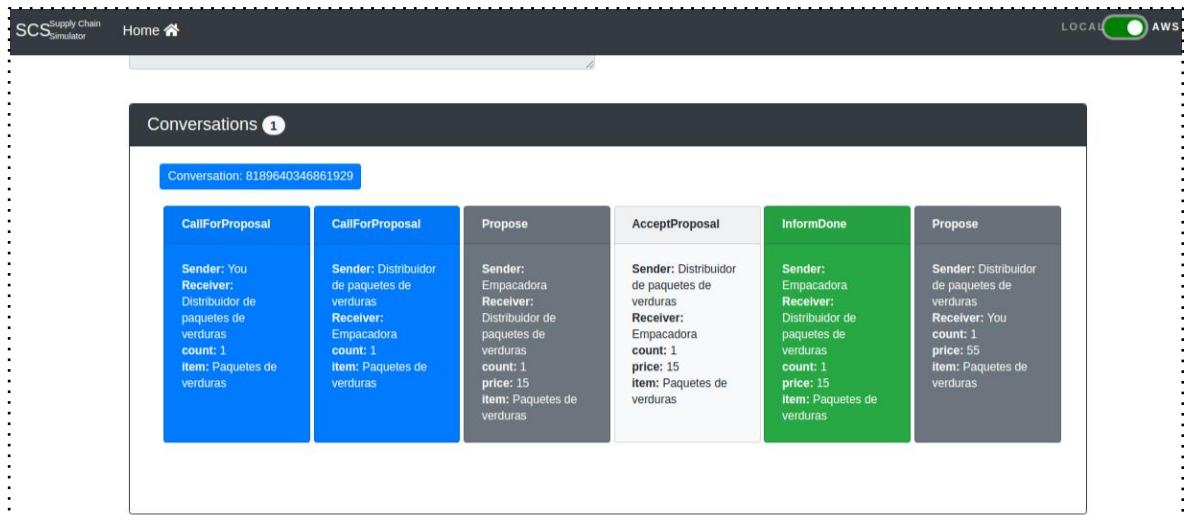 SCS Supply Chain
Simulator
Home
LOCAL
AWS
Conversations 1
Conversation: 8189640346861929
CallForProposal
Sender: You
Receiver:
Distribuidor de
paquetes de
verduras
count: 1
item: Paquetes de
verduras
CallForProposal
Sender: Distribuidor
de paquetes de
verduras
Receiver:
Empacadora
count: 1
item: Paquetes de
verduras
Propose
Sender:
Empacadora
Receiver:
Distribuidor de
paquetes de
verduras
count: 1
price: 15
item: Paquetes de
verduras
AcceptProposal
Sender: Distribuidor
de paquetes de
verduras
Receiver:
Empacadora
count: 1
price: 15
item: Paquetes de
verduras
InformDone
Sender:
Empacadora
Receiver:
Distribuidor de
paquetes de
verduras
count: 1
price: 15
item: Paquetes de
verduras
Propose
Sender: Distribuidor
de paquetes de
verduras
Receiver: You
count: 1
price: 55
item: Paquetes de
verduras